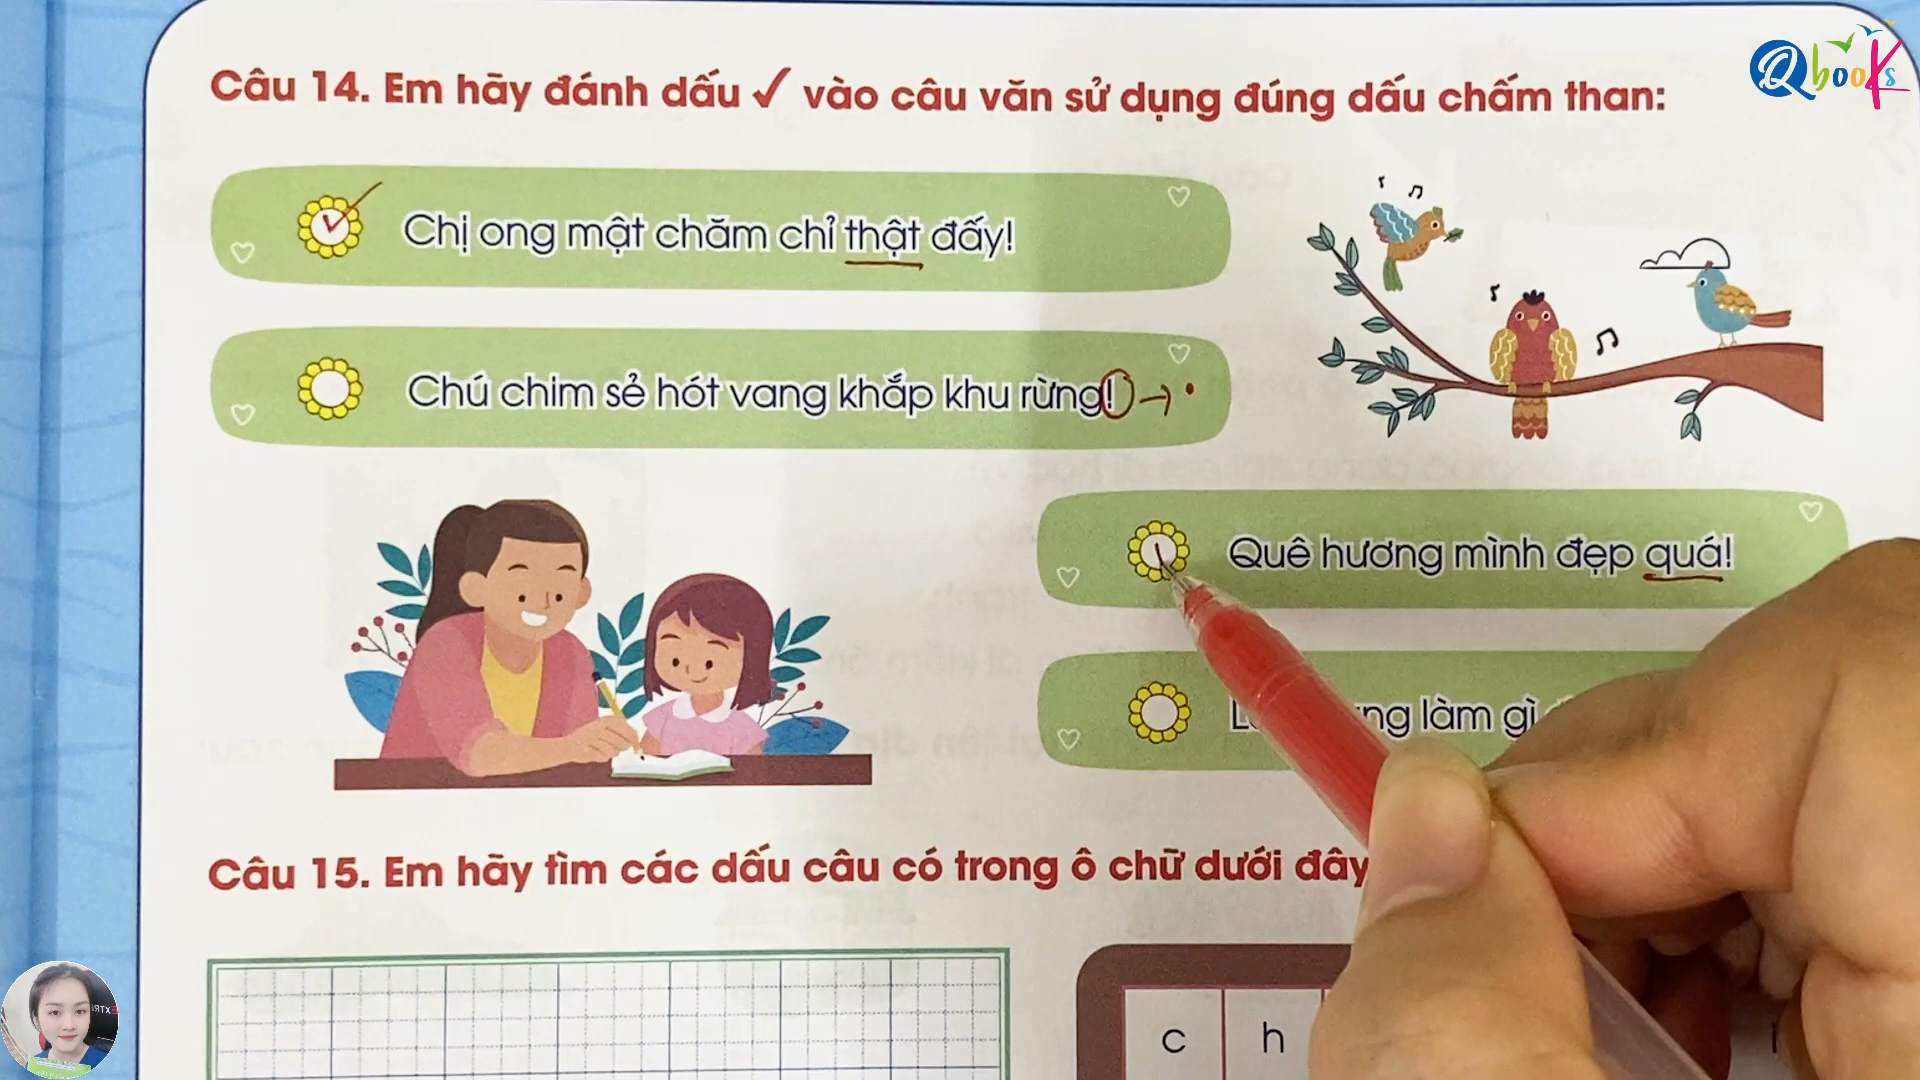 Qbooks
Câu 14. Em hãy đánh dấu ✓ vào câu văn sử dụng đúng dấu chấm than:
Chị ong mật chăm chỉ thật đấy!
Chú chim sẻ hót vang khắp khu rừng!
Quê hương mình đẹp quá!
làm gì
Câu 15. Em hãy tìm các dấu câu có trong ô chữ dưới đây
c h